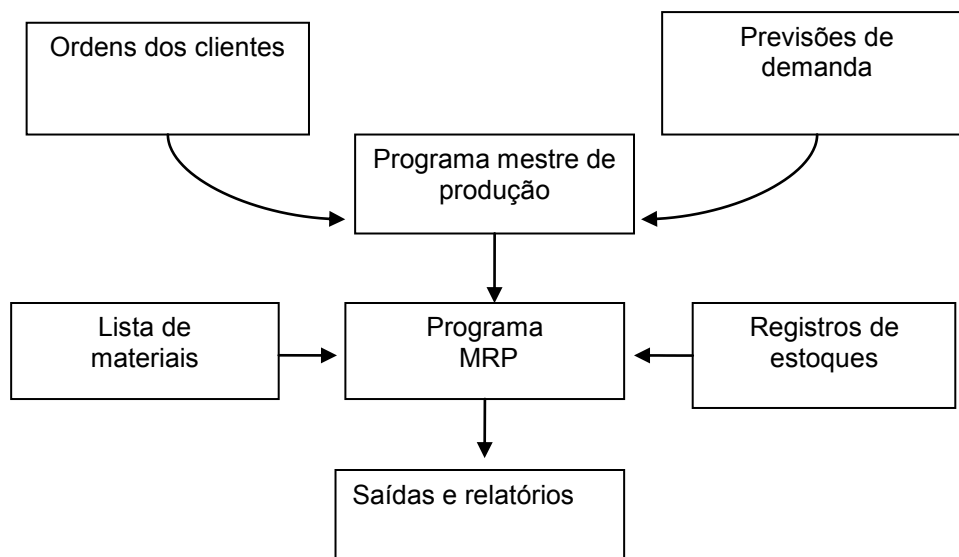 Ordens dos clientes
Previsões de
demanda
Programa mestre de
produção
Lista de
materiais
Programa
MRP
Registros de
estoques
Saídas e relatórios